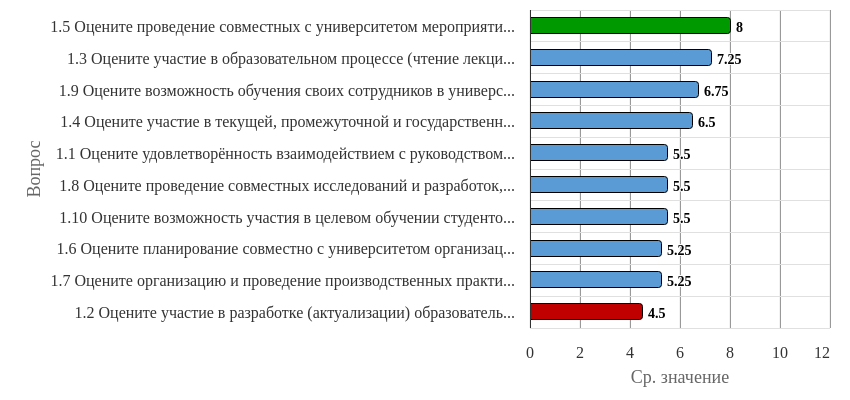 1.5 Оцените проведение совместных с университетом мероприяти... 8
1.3 Оцените участие в образовательном процессе (чтение лекци... 7.25
1.9 Оцените возможность обучения своих сотрудников в универс... 6.75
1.4 Оцените участие в текущей, промежуточной и государственн... 6.5
1.1 Оцените удовлетворённость взаимодействием с руководством... 5.5
1.8 Оцените проведение совместных исследований и разработок,... 5.5
1.10 Оцените возможность участия в целевом обучении студенто... 5.5
1.6 Оцените планирование совместно с университетом организац... 5.25
1.7 Оцените организацию и проведение производственных практи... 5.25
1.2 Оцените участие в разработке (актуализации) образователь... 4.5
Вопрос
0 2 4 6 8 10 12
Ср. значение